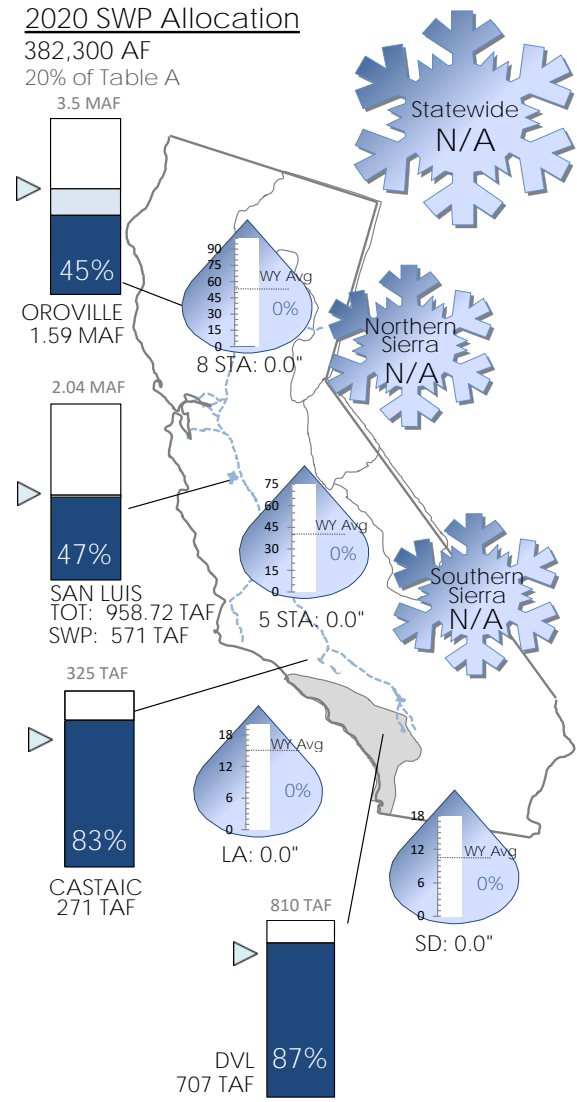 2020 SWP Allocation
382,300 AF
20% of Table A
3.5 MAF
45%
OROVILLE
1.59 MAF
Statewide
N/A
90
75
60
45
30
15
0
WY Avg
0%
8 STA: 0.0"
Northern
Sierra
N/A
2.04 MAF
47%
SAN LUIS
TOT: 958.72 TAF
SWP: 571 TAF
75
60
45
30
15
0
WY Avg
0%
5 STA: 0.0"
Southern
Sierra
N/A
325 TAF
83%
CASTAIC
271 TAF
18
12
6
0
WY Avg
0%
LA: 0.0"
18
12
6
0
WY Avg
0%
SD: 0.0"
810 TAF
87%
DVL
707 TAF